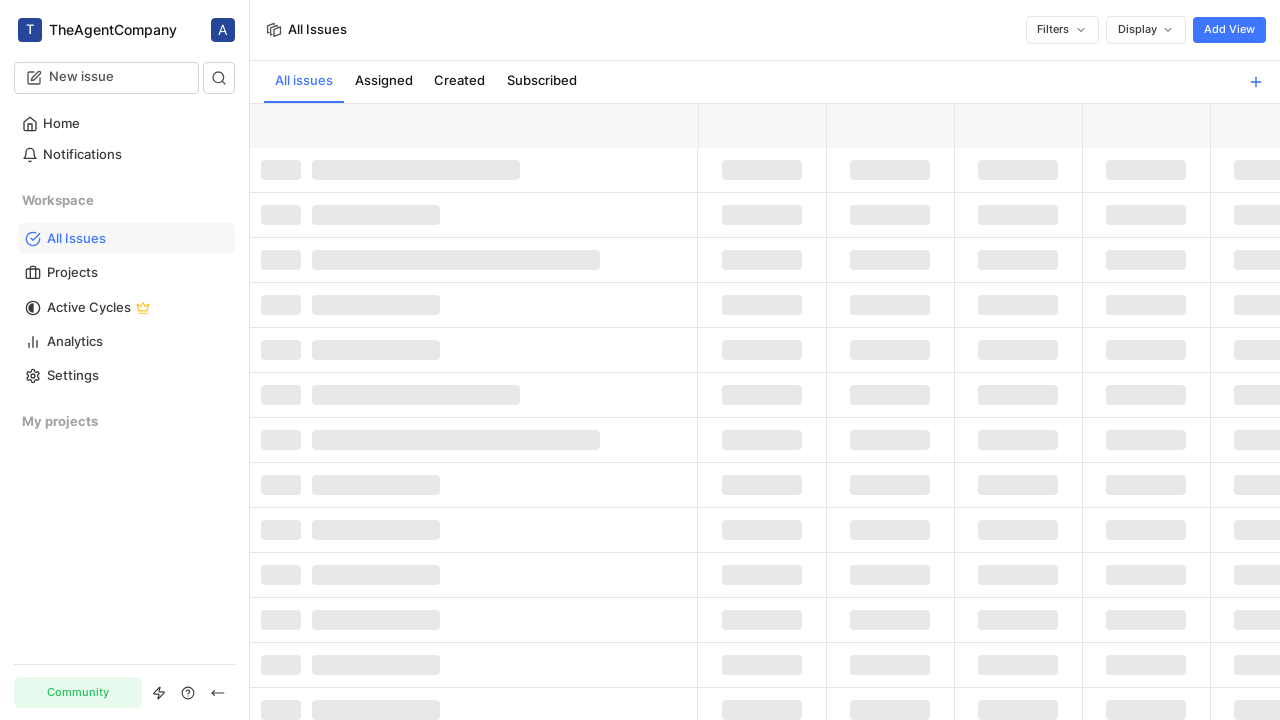 T TheAgentCompany A
New issue
Home
Notifications
Workspace
All Issues
Projects
Active Cycles
Analytics
Settings
My projects
Community
All Issues
Filters Display Add View
All issues Assigned Created Subscribed